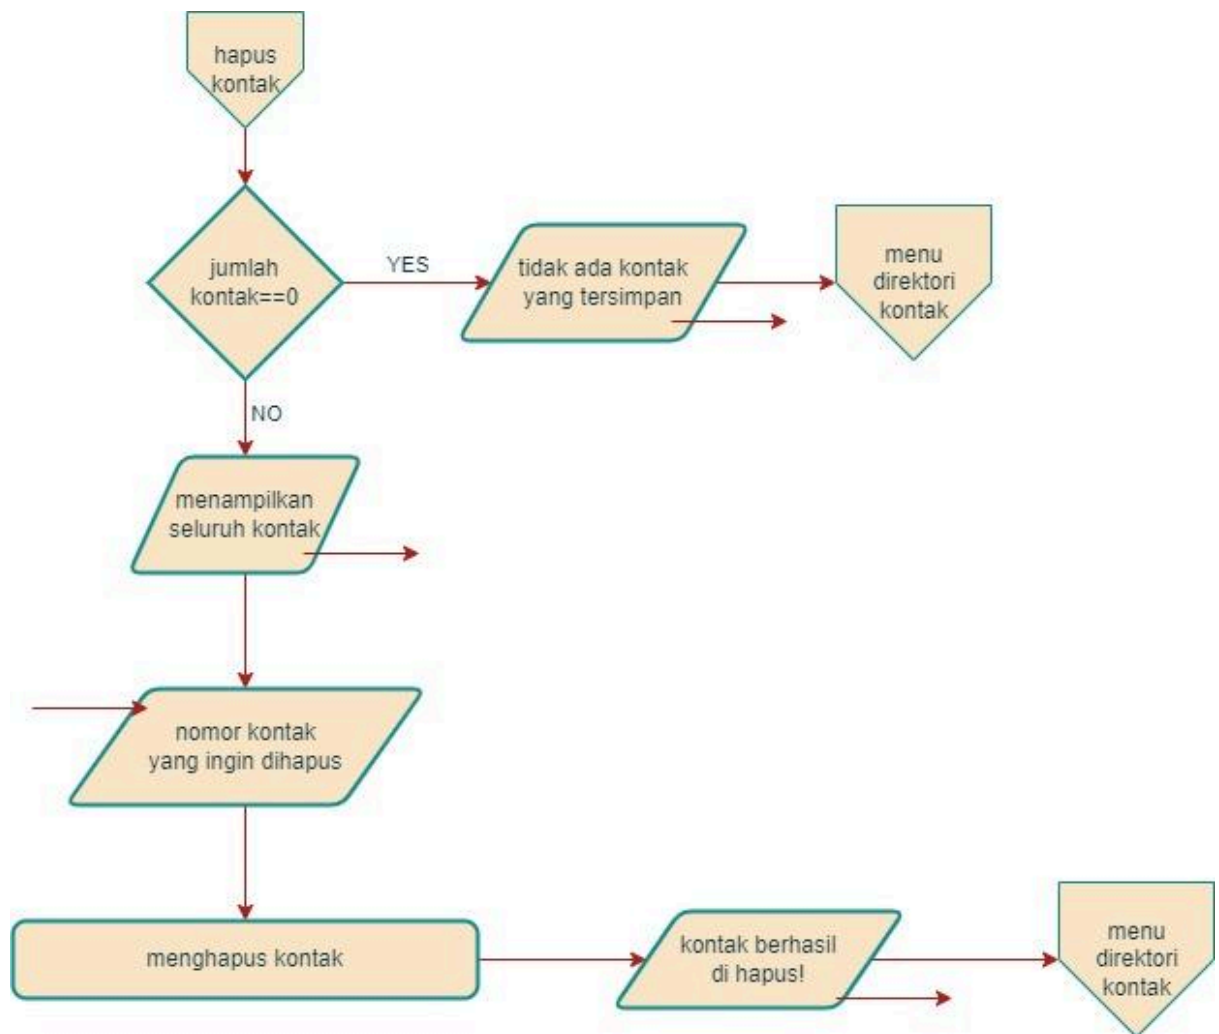 hapus
kontak
jumlah
kontak==0
YES
tidak ada kontak
yang tersimpan
menu
direktori
kontak
NO
menampilkan
seluruh kontak
nomor kontak
yang ingin dihapus
menghapus kontak
kontak berhasil
di hapus!
menu
direktori
kontak